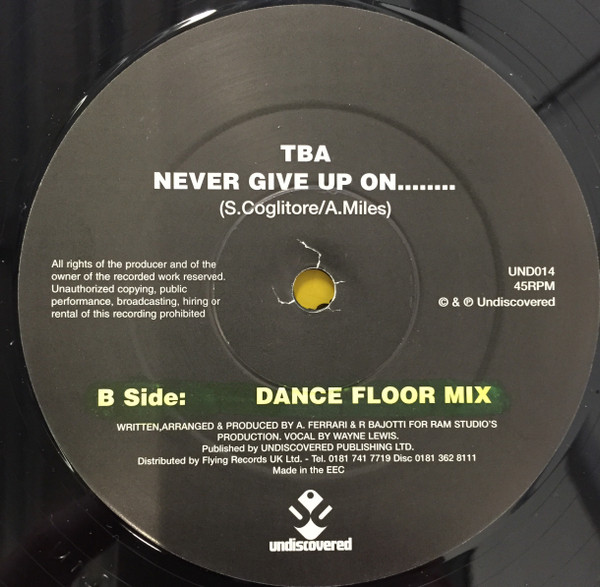 TBA
NEVER GIVE UP ON........
(S.Coglitore/A.Miles)
All rights of the producer and of the
owner of the recorded work reserved.
Unauthorized copying, public
performance, broadcasting, hiring or
rental of this recording prohibited
UND014
45RPM
© & ℗ Undiscovered
B Side: DANCE FLOOR MIX
WRITTEN,ARRANGED & PRODUCED BY A. FERRARI & R BAJOTTI FOR RAM STUDIO'S
PRODUCTION. VOCAL BY WAYNE LEWIS.
Published by UNDISCOVERED PUBLISHING LTD.
Distributed by Flying Records UK Ltd. - Tel. 0181 741 7719 Disc 0181 362 8111
Made in the EEC
undiscovered